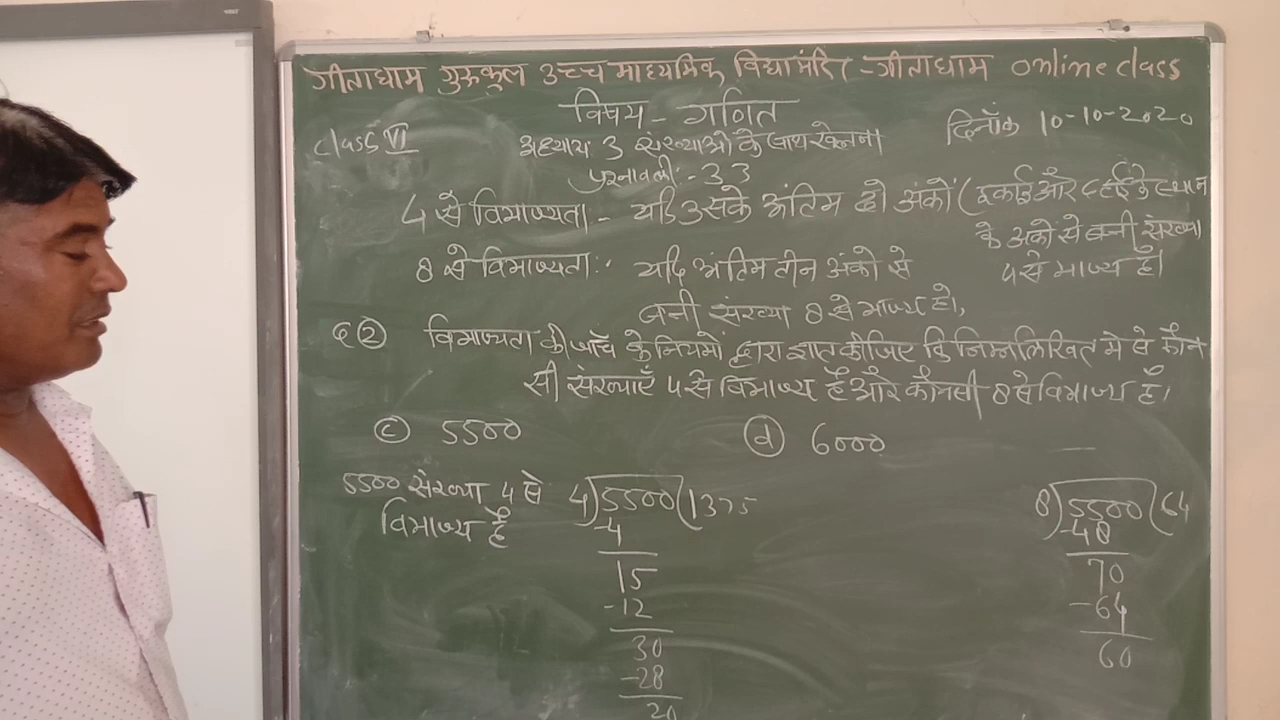 गीताधाम गुरुकुल उच्च माध्यमिक विद्या मंदिर -गीताधाम online class
विषय - गणित
class VI
दिनाँक 10-10-2020
अध्याय 3 संख्याओ के साथ खेलना
प्रश्नावली :- 3 3
4 से विभाज्यता - यदि उसके अंतिम दो अंकों (इकाई और दहाई के स्थान
के अंको से बनी संख्या
4 से भाज्य है।
8 से विभाज्यता :- यदि अंतिम तीन अंको से
बनी संख्या 8 से भाज्य हो,
Q ② विभाज्यता की जाँच के नियमों द्वारा ज्ञात कीजिए कि निम्नलिखित मे से कौन
सी संख्याएँ 4 से विभाज्य हैं और कौनसी 8 से विभाज्य है।
ⓒ 5500
ⓓ 6000
5500 संख्या 4 से
विभाज्य है
4)5500(1375
-4
15
-12
30
-28
20
8)5500(64
-48
70
-64
60